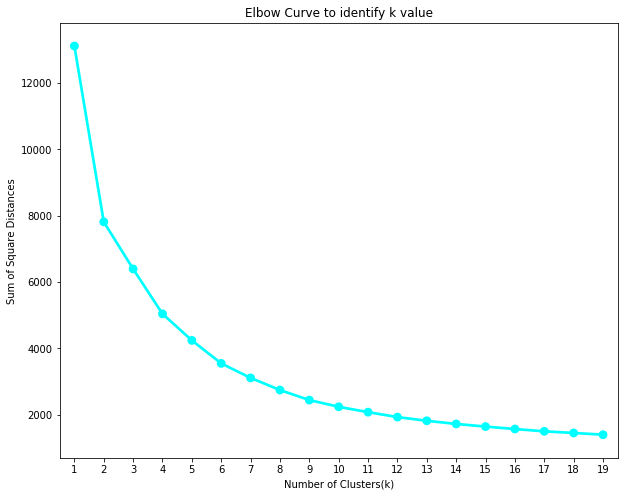 Elbow Curve to identify k value
Sum of Square Distances
12000
10000
8000
6000
4000
2000
1 2 3 4 5 6 7 8 9 10 11 12 13 14 15 16 17 18 19
Number of Clusters(k)